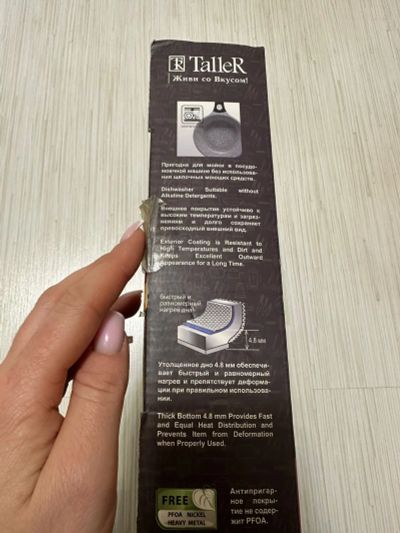 TalleR
Живи со Вкусом!
Пригодна для мойки в посудо-
моечной машине без использова-
ния щелочных моющих средств.
Dishwasher Suitable without
Alkaline Detergents.
Внешнее покрытие устойчиво к
высоким температурам и загряз-
нениям и долго сохраняет
превосходный внешний вид.
Exterior Coating is Resistant to
High Temperatures and Dirt and
Keeps Excellent Outward
Appearance for a Long Time.
быстрый и
равномерный
нагрев дна
4,8 мм
Утолщенное дно 4.8 мм обеспечи-
вает быстрый и равномерный
нагрев и препятствует деформа-
ции при правильном использова-
нии.
Thick Bottom 4.8 mm Provides Fast
and Equal Heat Distribution and
Prevents Item from Deformation
when Properly Used.
FREE
PFOA NICKEL
HEAVY METAL
Антипригар-
ное покры-
тие не содер-
жит PFOA.